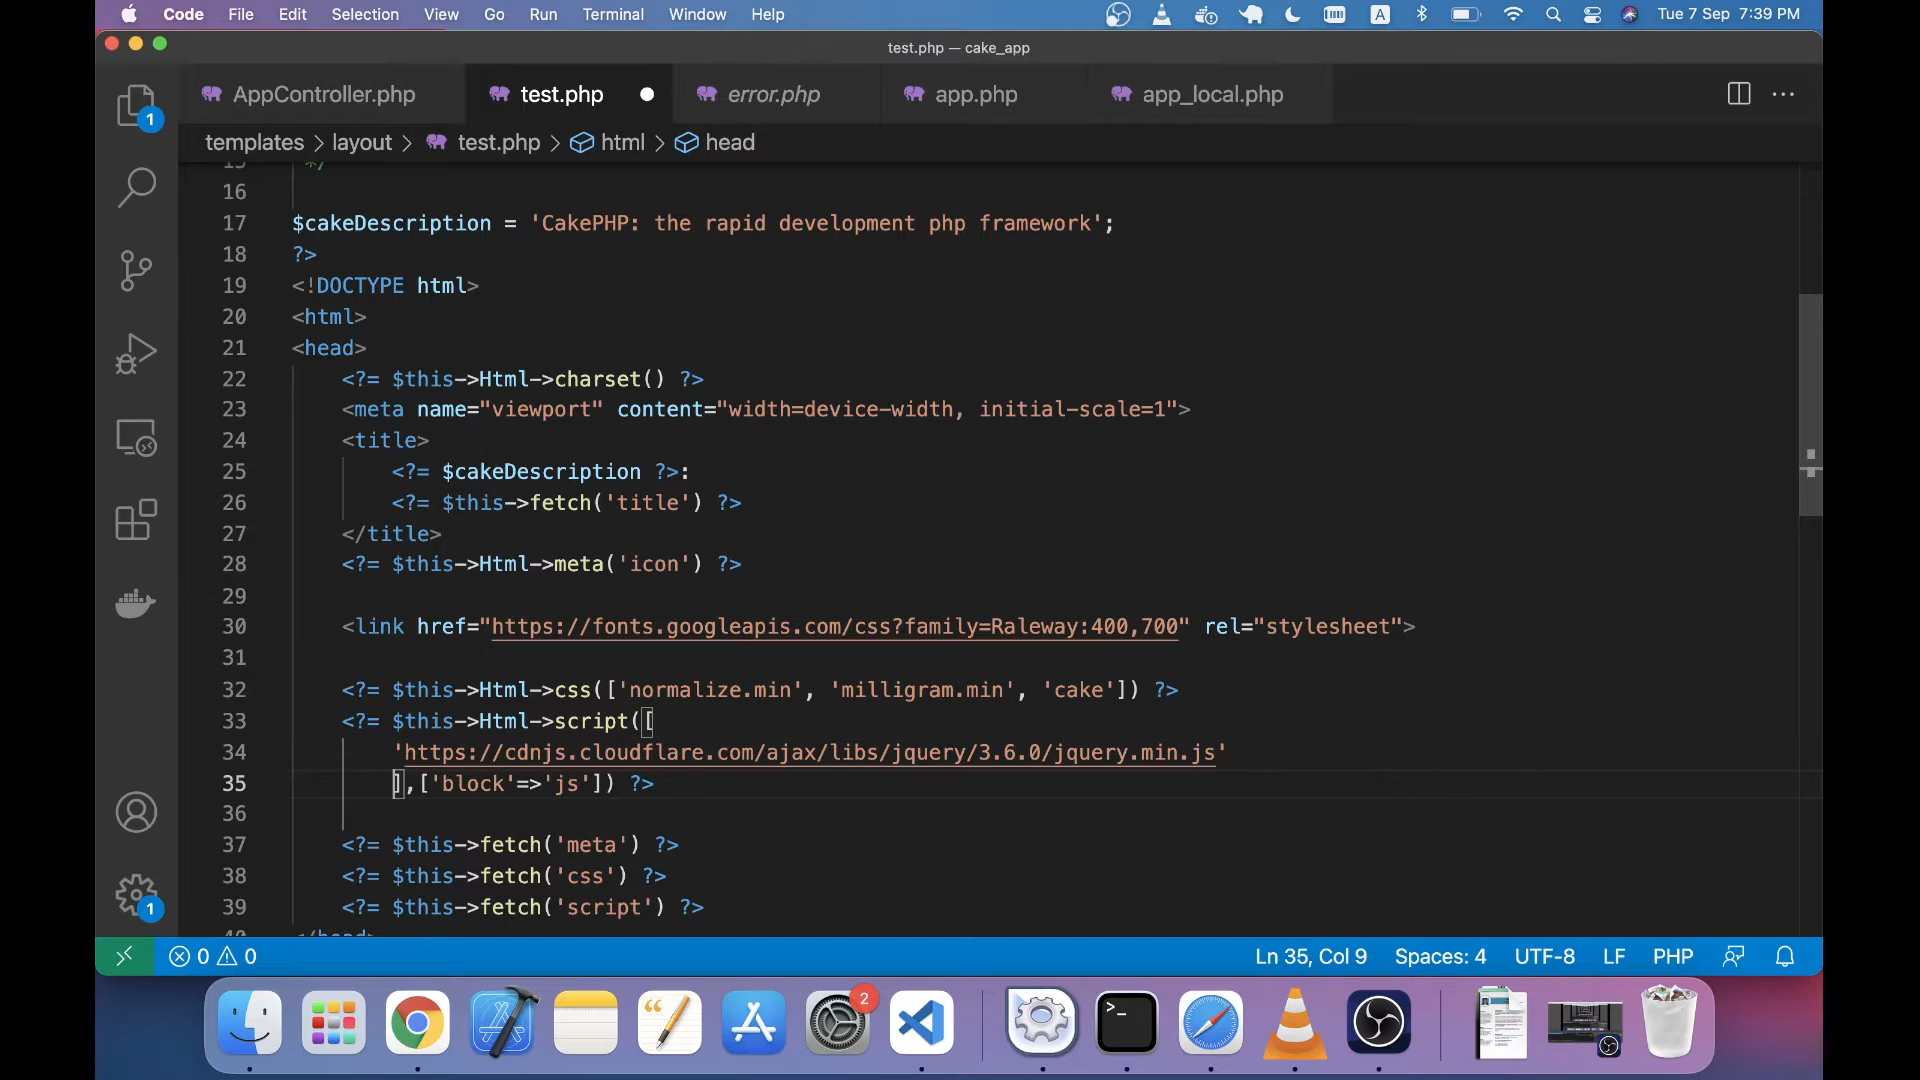 Code File Edit Selection View Go Run Terminal Window Help A Tue 7 Sep 7:39 PM
test.php — cake_app
AppController.php test.php error.php app.php app_local.php
1
templates > layout > test.php > html > head
15 */
16
17 $cakeDescription = 'CakePHP: the rapid development php framework';
18 ?>
19 <!DOCTYPE html>
20 <html>
21 <head>
22 <?= $this->Html->charset() ?>
23 <meta name="viewport" content="width=device-width, initial-scale=1">
24 <title>
25 <?= $cakeDescription ?>:
26 <?= $this->fetch('title') ?>
27 </title>
28 <?= $this->Html->meta('icon') ?>
29
30 <link href="https://fonts.googleapis.com/css?family=Raleway:400,700" rel="stylesheet">
31
32 <?= $this->Html->css(['normalize.min', 'milligram.min', 'cake']) ?>
33 <?= $this->Html->script([
34 'https://cdnjs.cloudflare.com/ajax/libs/jquery/3.6.0/jquery.min.js'
35 ],['block'=>'js']) ?>
36
37 <?= $this->fetch('meta') ?>
38 <?= $this->fetch('css') ?>
39 <?= $this->fetch('script') ?>
40 </head>
1
0 0 Ln 35, Col 9 Spaces: 4 UTF-8 LF PHP
2
>_